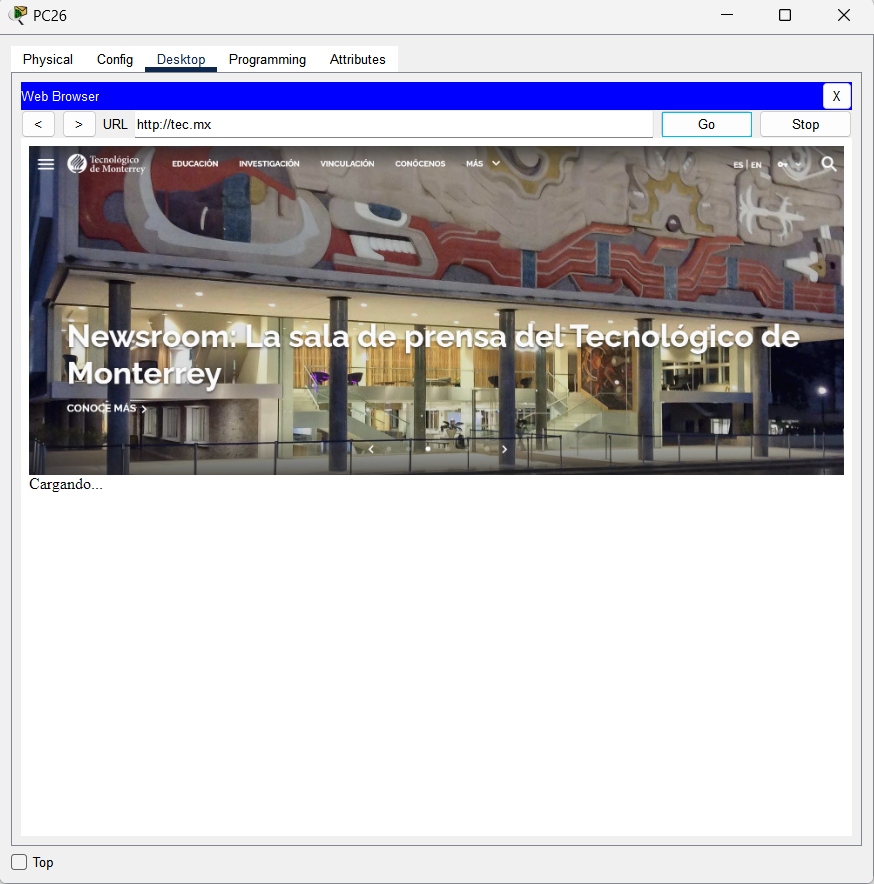 PC26
Physical Config Desktop Programming Attributes
Web Browser X
< > URL http://tec.mx Go Stop
Tecnológico de Monterrey
EDUCACIÓN INVESTIGACIÓN VINCULACIÓN CONÓCENOS MÁS ES | EN
Newsroom: La sala de prensa del Tecnológico de
Monterrey
CONOCE MÁS
Cargando...
Top